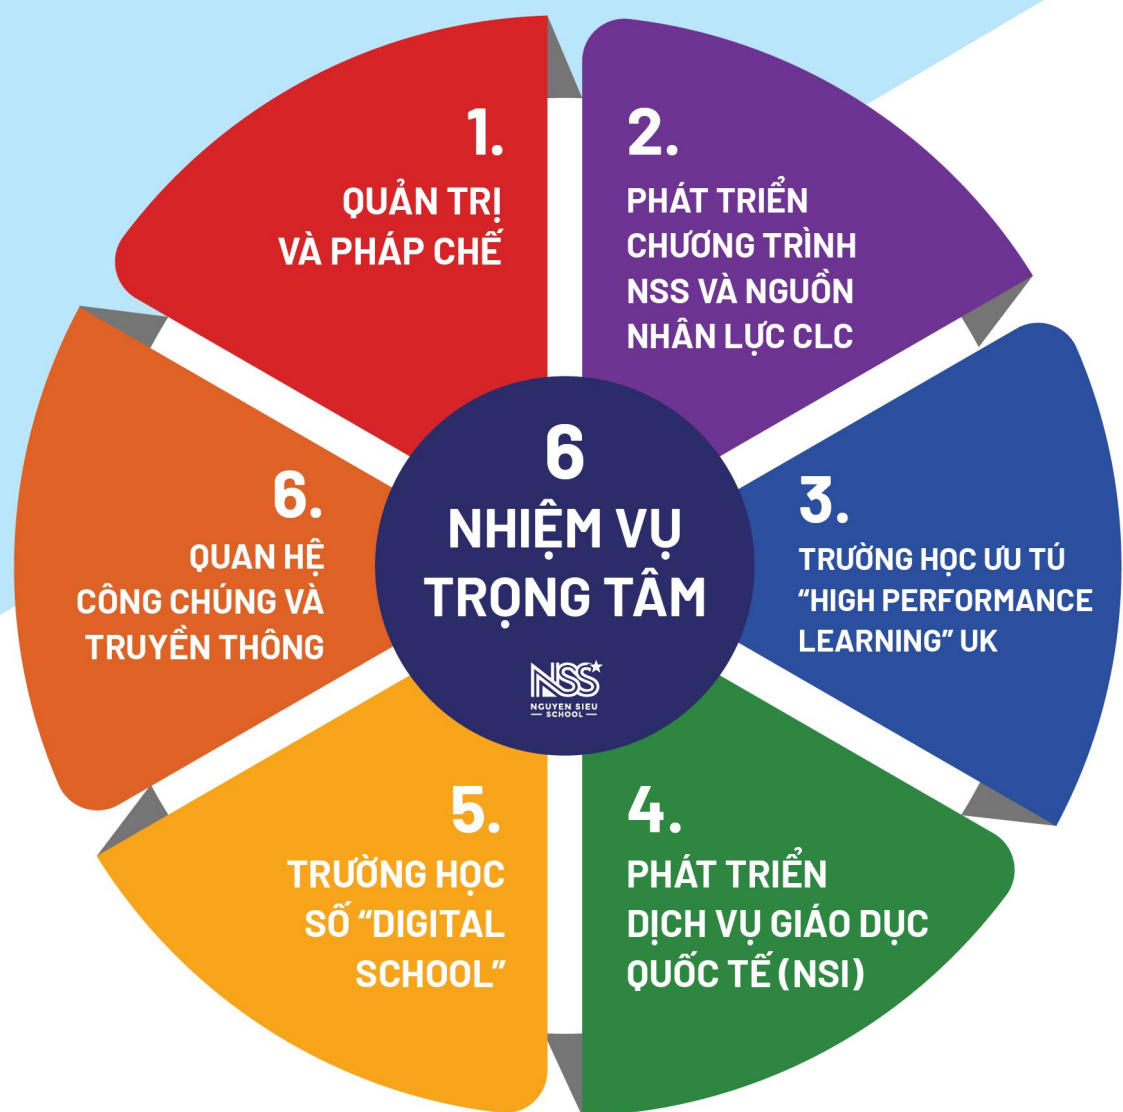 1.
QUẢN TRỊ
VÀ PHÁP CHẾ
2.
PHÁT TRIỂN
CHƯƠNG TRÌNH
NSS VÀ NGUỒN
NHÂN LỰC CLC
3.
TRƯỜNG HỌC ƯU TÚ
“HIGH PERFORMANCE
LEARNING” UK
4.
PHÁT TRIỂN
DỊCH VỤ GIÁO DỤC
QUỐC TẾ (NSI)
5.
TRƯỜNG HỌC
SỐ “DIGITAL
SCHOOL”
6.
QUAN HỆ
CÔNG CHÚNG VÀ
TRUYỀN THÔNG
6
NHIỆM VỤ
TRỌNG TÂM
NSS
NGUYEN SIEU
SCHOOL